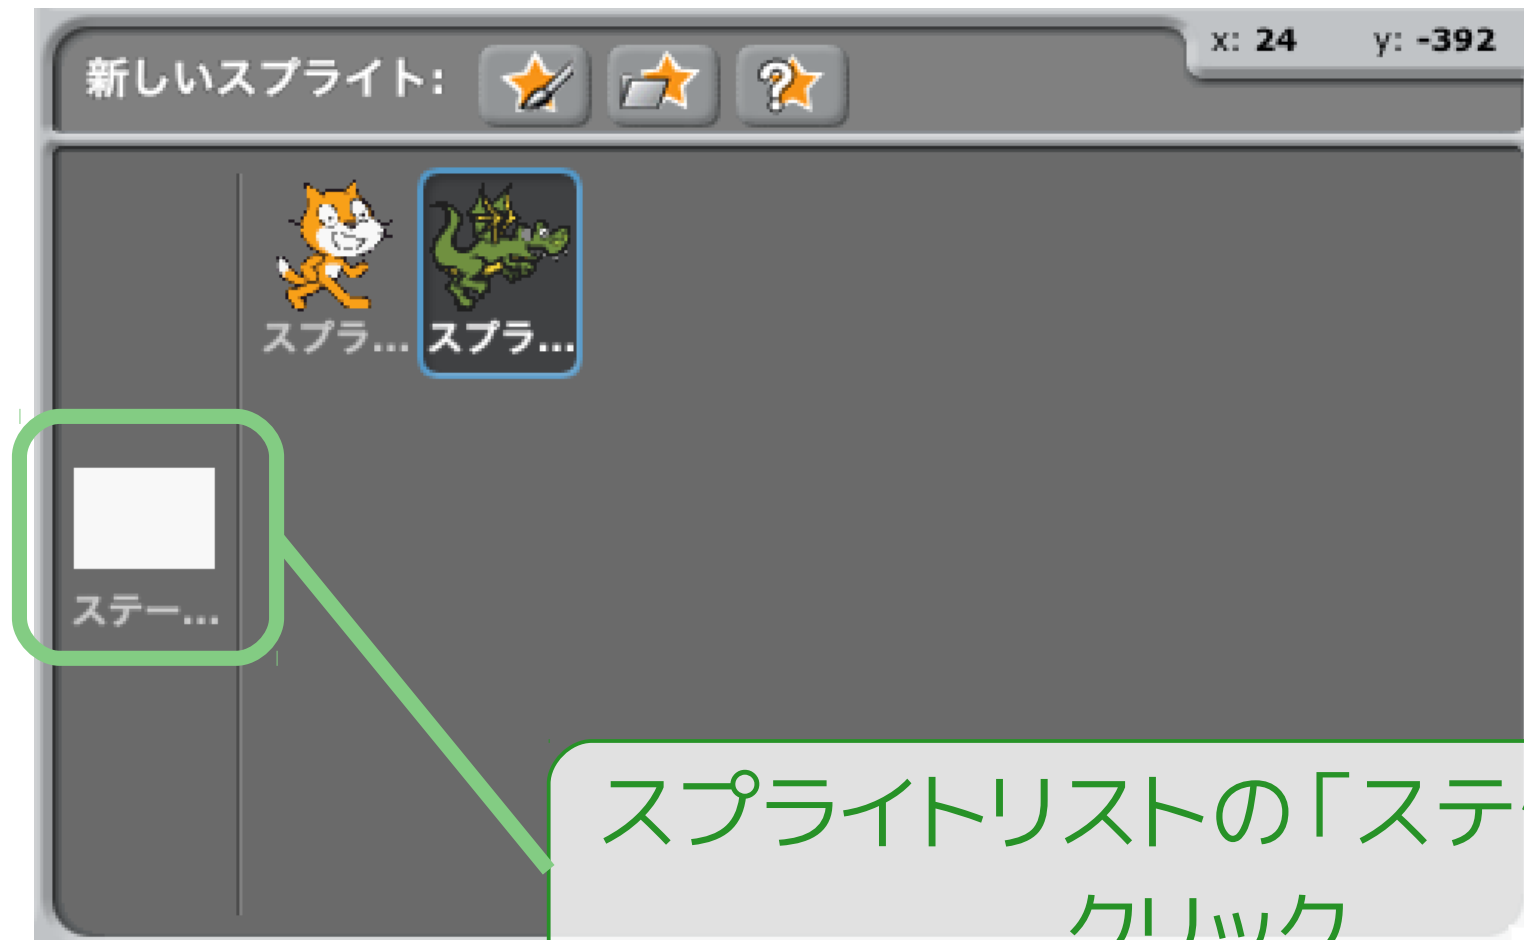 新しいスプライト:
x: 24 y: -392
スプラ... スプラ...
ステー...
スプライトリストの「ステ
クリック